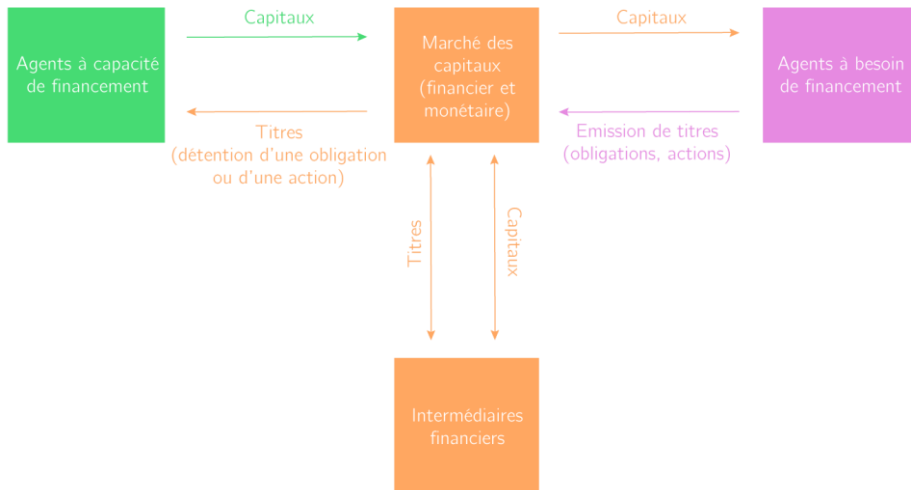 Capitaux
Capitaux
Agents à capacité
de financement
Marché des
capitaux
(financier et
monétaire)
Agents à besoin
de financement
Titres
(détention d'une obligation
ou d'une action)
Emission de titres
(obligations, actions)
Titres
Capitaux
Intermédiaires
financiers